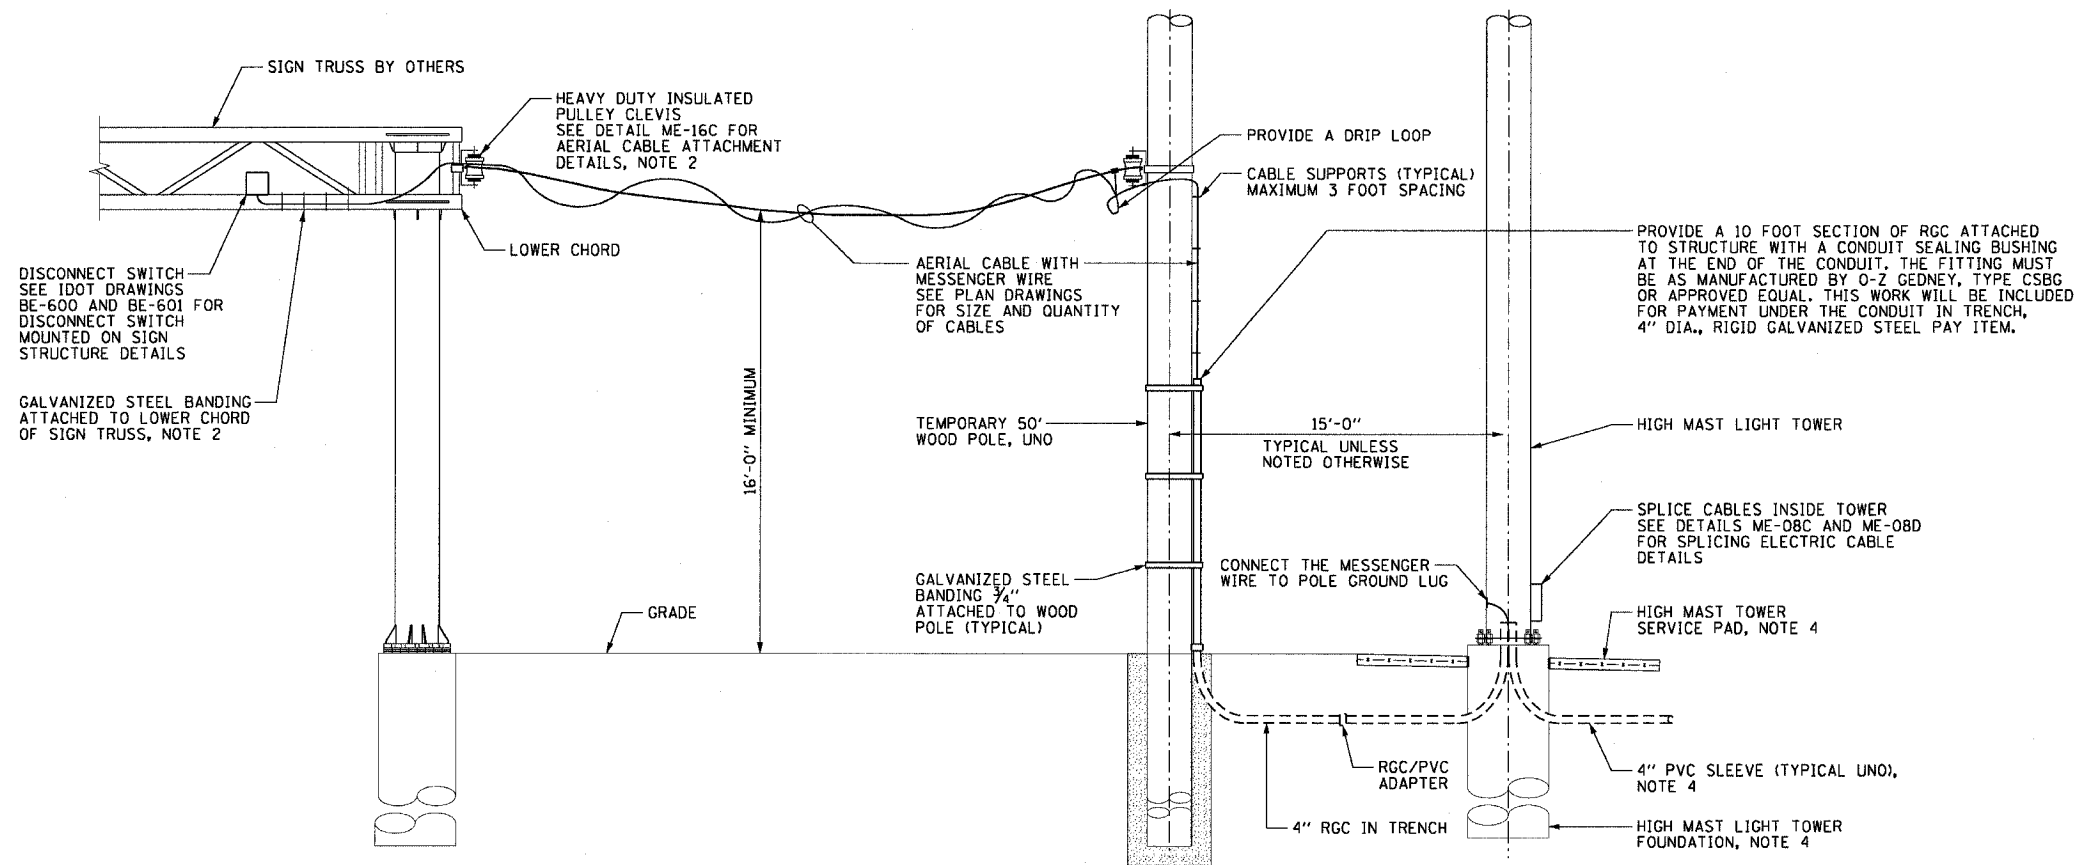 SIGN TRUSS BY OTHERS
HEAVY DUTY INSULATED
PULLEY CLEVIS
SEE DETAIL ME-16C FOR
AERIAL CABLE ATTACHMENT
DETAILS, NOTE 2
PROVIDE A DRIP LOOP
CABLE SUPPORTS (TYPICAL)
MAXIMUM 3 FOOT SPACING
LOWER CHORD
DISCONNECT SWITCH
SEE IDOT DRAWINGS
BE-600 AND BE-601 FOR
DISCONNECT SWITCH
MOUNTED ON SIGN
STRUCTURE DETAILS
AERIAL CABLE WITH
MESSENGER WIRE
SEE PLAN DRAWINGS
FOR SIZE AND QUANTITY
OF CABLES
PROVIDE A 10 FOOT SECTION OF RGC ATTACHED
TO STRUCTURE WITH A CONDUIT SEALING BUSHING
AT THE END OF THE CONDUIT. THE FITTING MUST
BE AS MANUFACTURED BY O-Z GEDNEY, TYPE CSBG
OR APPROVED EQUAL. THIS WORK WILL BE INCLUDED
FOR PAYMENT UNDER THE CONDUIT IN TRENCH,
4" DIA., RIGID GALVANIZED STEEL PAY ITEM.
GALVANIZED STEEL BANDING
ATTACHED TO LOWER CHORD
OF SIGN TRUSS, NOTE 2
16'-0" MINIMUM
TEMPORARY 50'
WOOD POLE, UNO
15'-0"
TYPICAL UNLESS
NOTED OTHERWISE
HIGH MAST LIGHT TOWER
SPLICE CABLES INSIDE TOWER
SEE DETAILS ME-08C AND ME-08D
FOR SPLICING ELECTRIC CABLE
DETAILS
CONNECT THE MESSENGER
WIRE TO POLE GROUND LUG
GALVANIZED STEEL
BANDING 3/4"
ATTACHED TO WOOD
POLE (TYPICAL)
GRADE
HIGH MAST TOWER
SERVICE PAD, NOTE 4
RGC/PVC
ADAPTER
4" PVC SLEEVE (TYPICAL UNO),
NOTE 4
4" RGC IN TRENCH
HIGH MAST LIGHT TOWER
FOUNDATION, NOTE 4